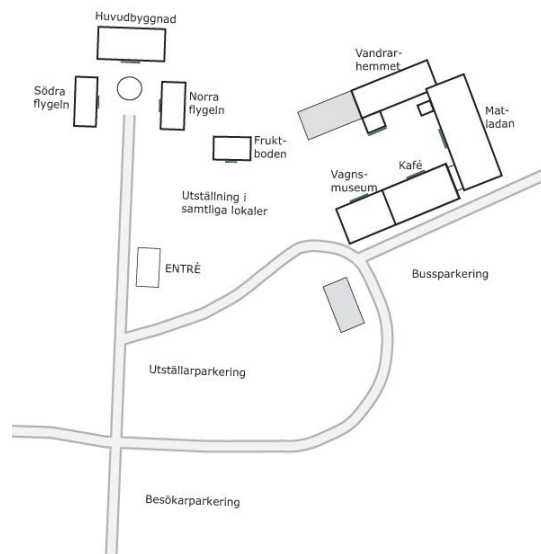 Huvudbyggnad
Södra
flygeln
Norra
flygeln
Frukt-
boden
Vandrar-
hemmet
Mat-
ladan
Kafé
Vagns-
museum
Utställning i
samtliga lokaler
ENTRÈ
Bussparkering
Utställarparkering
Besökarparkering